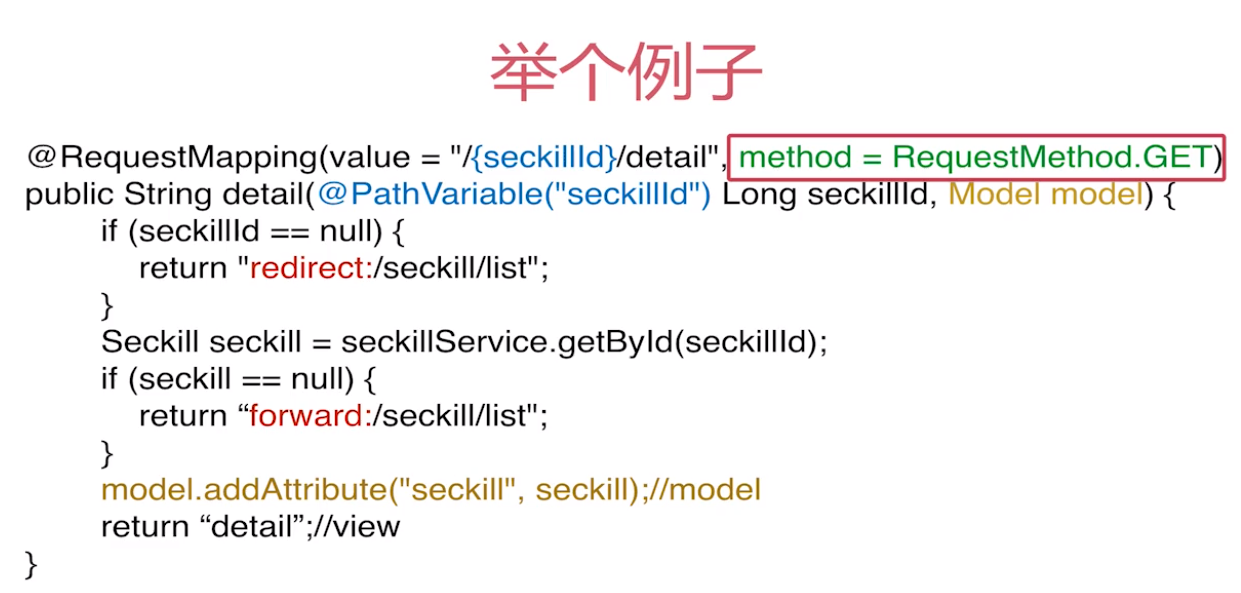 举个例子
@RequestMapping(value = "/{seckillId}/detail", method = RequestMethod.GET)
public String detail(@PathVariable("seckillId") Long seckillId, Model model) {
if (seckillId == null) {
return "redirect:/seckill/list";
}
Seckill seckill = seckillService.getById(seckillId);
if (seckill == null) {
return “forward:/seckill/list";
}
model.addAttribute("seckill", seckill);//model
return “detail”;//view
}